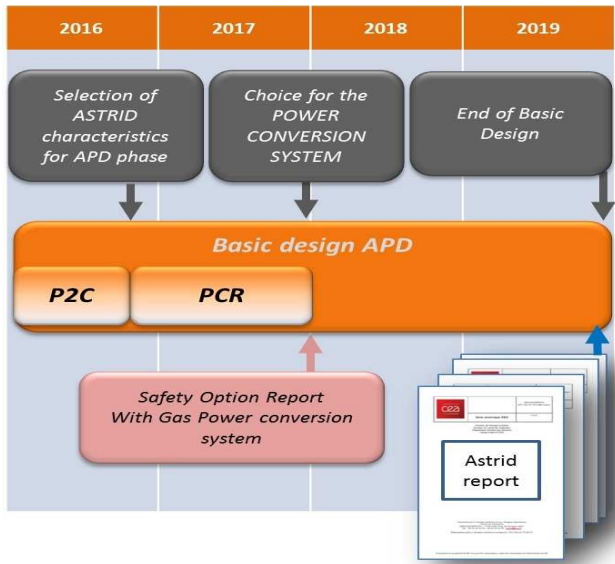 2016 2017 2018 2019
Selection of
ASTRID
characteristics
for APD phase
Choice for the
POWER
CONVERSION
SYSTEM
End of Basic
Design
Basic design APD
P2C PCR
Safety Option Report
With Gas Power conversion
system
cea
Astrid
report